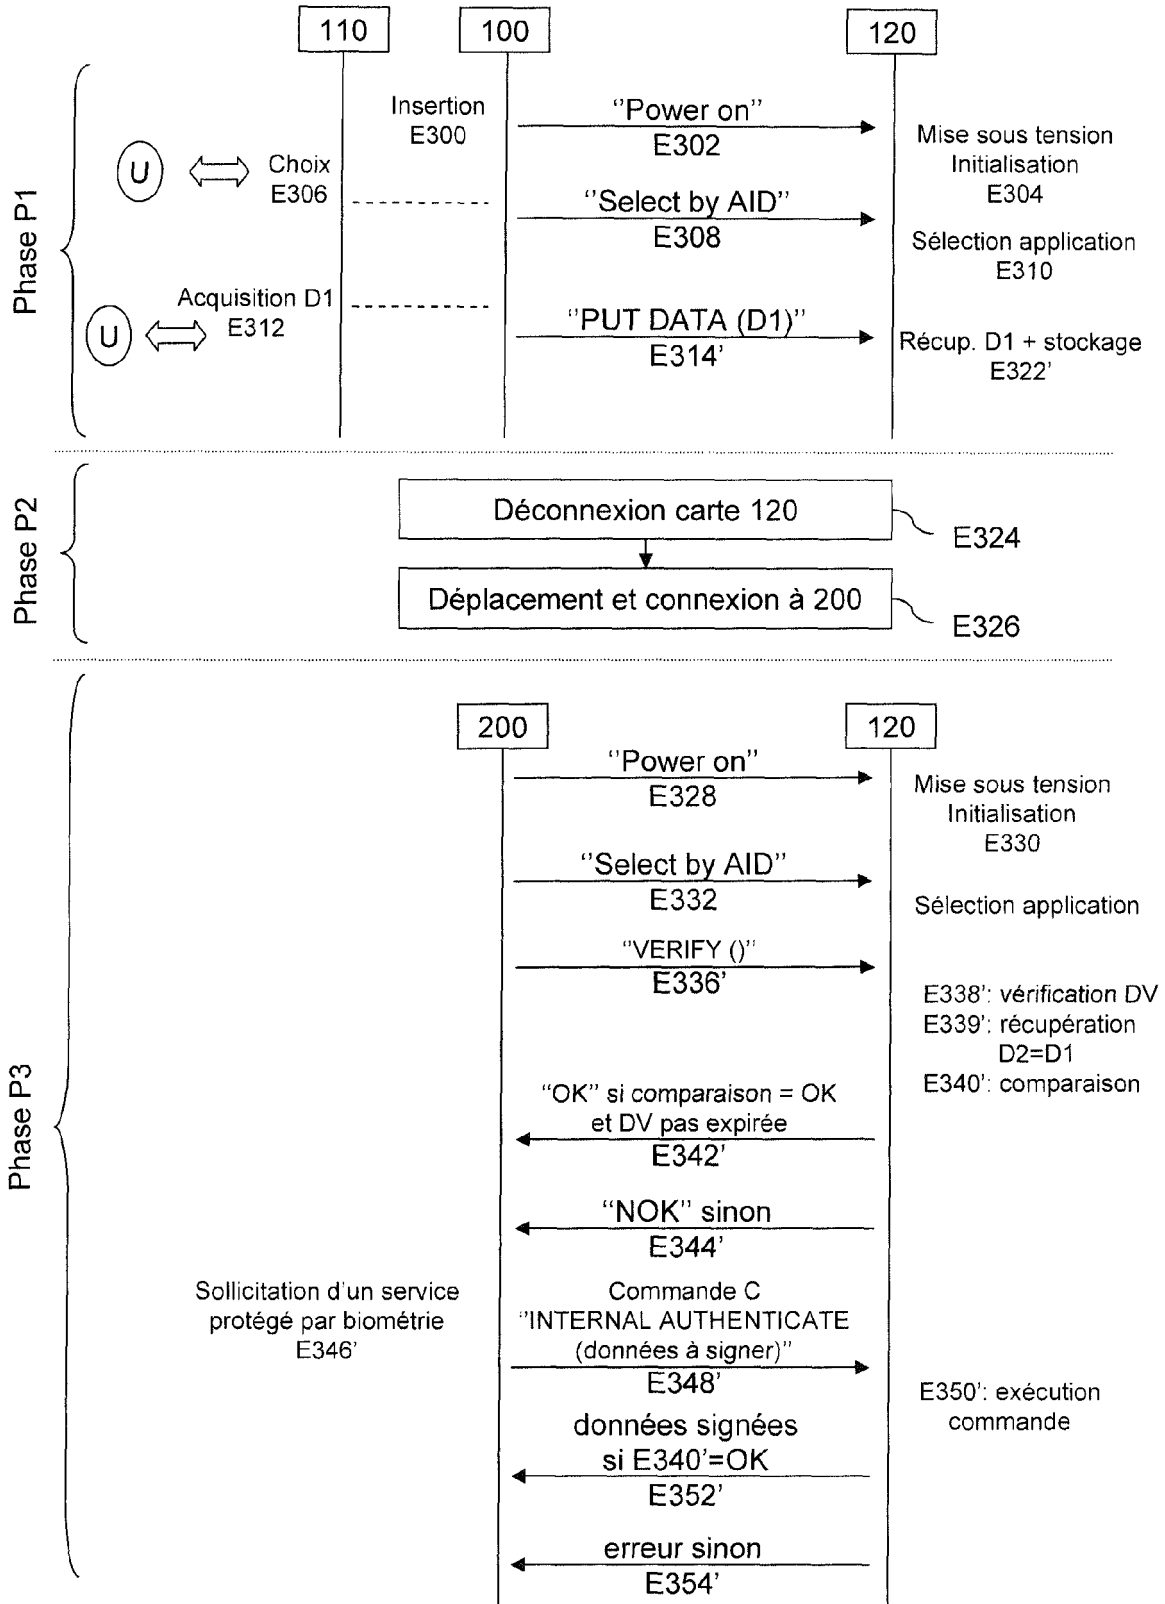 110
100
120
Phase P1
Insertion
E300
"Power on"
E302
Mise sous tension
Initialisation
E304
U
Choix
E306
"Select by AID"
E308
Sélection application
E310
U
Acquisition D1
E312
"PUT DATA (D1)"
E314'
Récup. D1 + stockage
E322'
Phase P2
Déconnexion carte 120
E324
Déplacement et connexion à 200
E326
Phase P3
200
120
"Power on"
E328
Mise sous tension
Initialisation
E330
"Select by AID"
E332
Sélection application
"VERIFY ()"
E336'
E338': vérification DV
E339': récupération
D2=D1
E340': comparaison
"OK" si comparaison = OK
et DV pas expirée
E342'
"NOK" sinon
E344'
Sollicitation d'un service
protégé par biométrie
E346'
Commande C
"INTERNAL AUTHENTICATE
(données à signer)"
E348'
E350': exécution
commande
données signées
si E340'=OK
E352'
erreur sinon
E354'